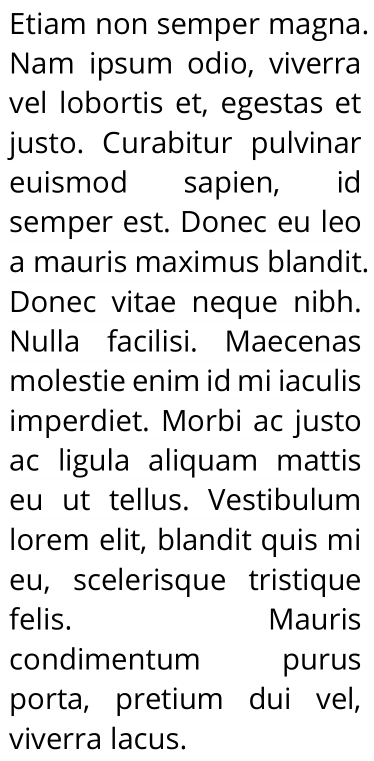 Etiam non semper magna.
Nam ipsum odio, viverra
vel lobortis et, egestas et
justo. Curabitur pulvinar
euismod sapien, id
semper est. Donec eu leo
a mauris maximus blandit.
Donec vitae neque nibh.
Nulla facilisi. Maecenas
molestie enim id mi iaculis
imperdiet. Morbi ac justo
ac ligula aliquam mattis
eu ut tellus. Vestibulum
lorem elit, blandit quis mi
eu, scelerisque tristique
felis. Mauris
condimentum purus
porta, pretium dui vel,
viverra lacus.